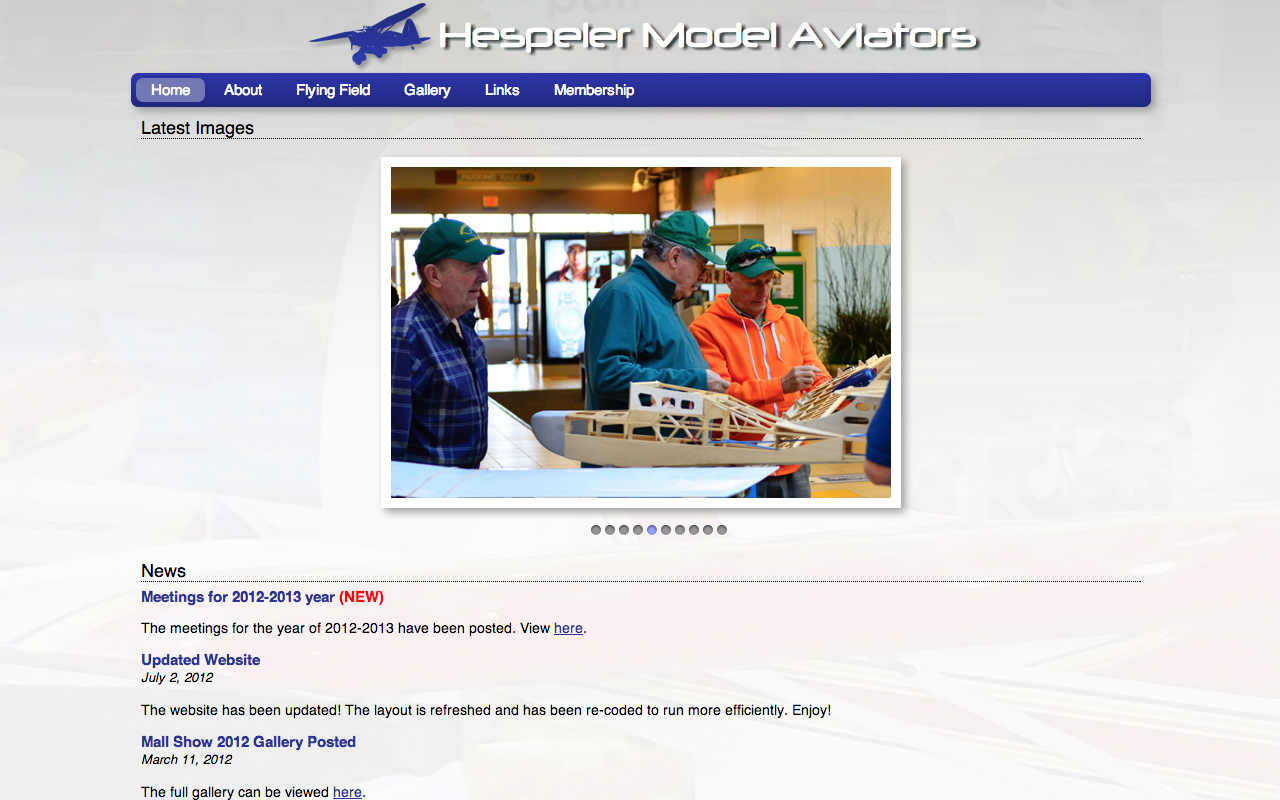 Hespeler Model Aviators
Home About Flying Field Gallery Links Membership
Latest Images
PARKING AREA
News
Meetings for 2012-2013 year (NEW)
The meetings for the year of 2012-2013 have been posted. View here.
Updated Website
July 2, 2012
The website has been updated! The layout is refreshed and has been re-coded to run more efficiently. Enjoy!
Mall Show 2012 Gallery Posted
March 11, 2012
The full gallery can be viewed here.